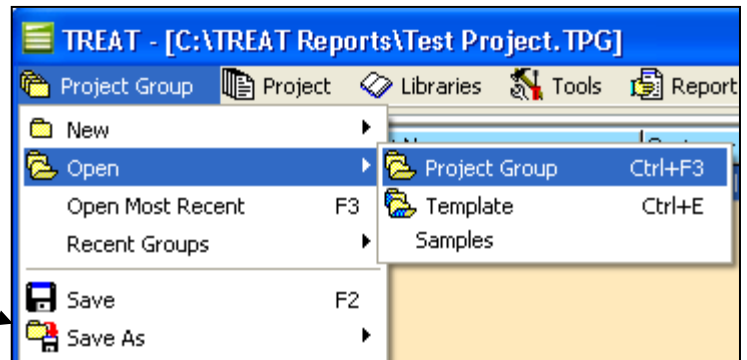 TREAT - [C:\TREAT Reports\Test Project.TPG]
Project Group Project Libraries Tools Report
New
Open Project Group Ctrl+F3
Open Most Recent F3 Template Ctrl+E
Recent Groups Samples
Save F2
Save As